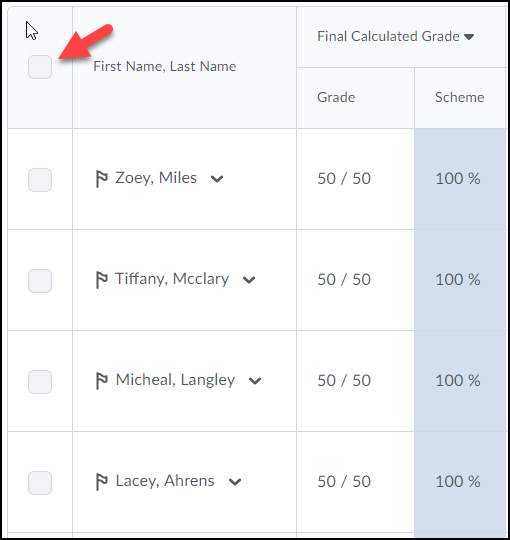 Final Calculated Grade
First Name, Last Name
Grade Scheme
Zoey, Miles 50 / 50 100 %
Tiffany, Mcclary 50 / 50 100 %
Micheal, Langley 50 / 50 100 %
Lacey, Ahrens 50 / 50 100 %